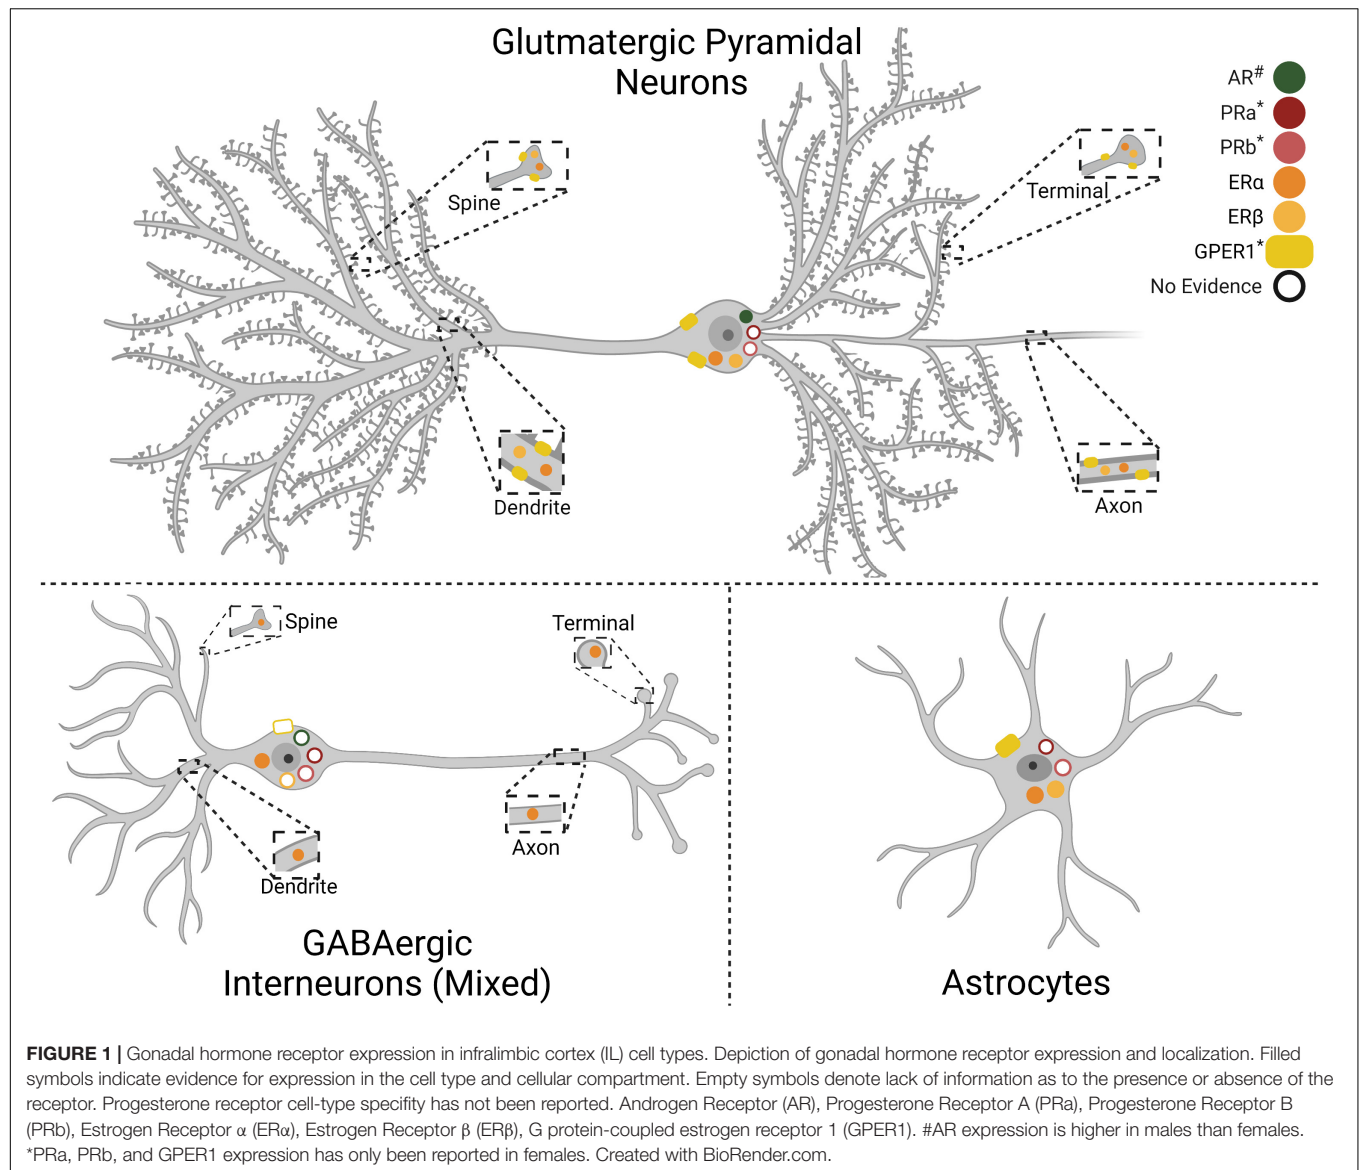 Glutmatergic Pyramidal
Neurons
AR#
PRa*
PRb*
ERα
ERβ
GPER1*
No Evidence
Spine
Terminal
Dendrite
Axon
Spine
Terminal
Axon
Dendrite
GABAergic
Interneurons (Mixed)
Astrocytes
FIGURE 1 | Gonadal hormone receptor expression in infralimbic cortex (IL) cell types. Depiction of gonadal hormone receptor expression and localization. Filled
symbols indicate evidence for expression in the cell type and cellular compartment. Empty symbols denote lack of information as to the presence or absence of the
receptor. Progesterone receptor cell-type specifity has not been reported. Androgen Receptor (AR), Progesterone Receptor A (PRa), Progesterone Receptor B
(PRb), Estrogen Receptor α (ERα), Estrogen Receptor β (ERβ), G protein-coupled estrogen receptor 1 (GPER1). #AR expression is higher in males than females.
*PRa, PRb, and GPER1 expression has only been reported in females. Created with BioRender.com.